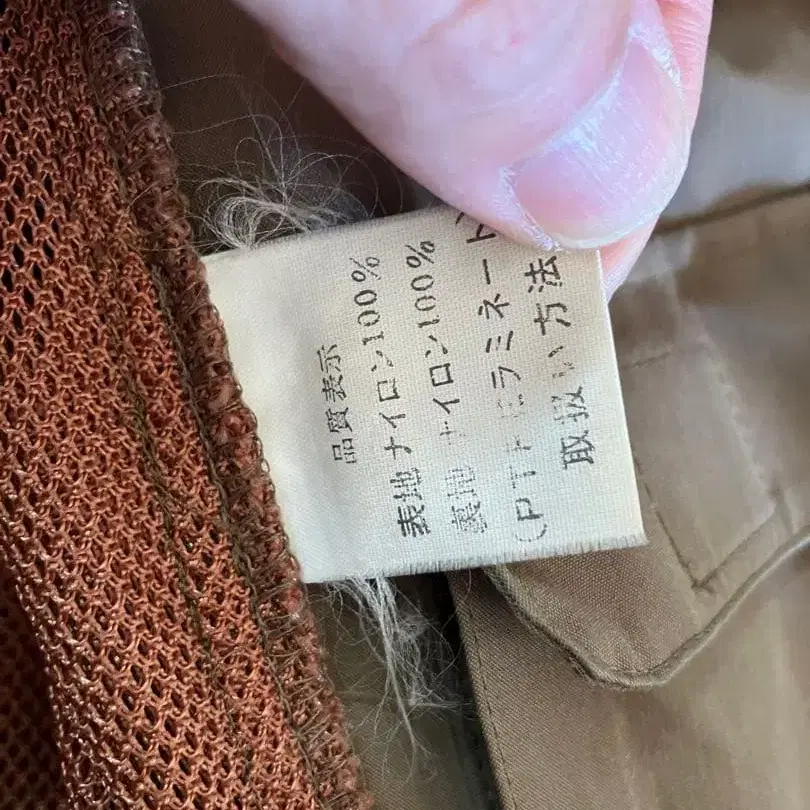 品質表示
表地 ナイロン100%
裏地 ナイロン100%
(PTFEラミネート
取扱い方法